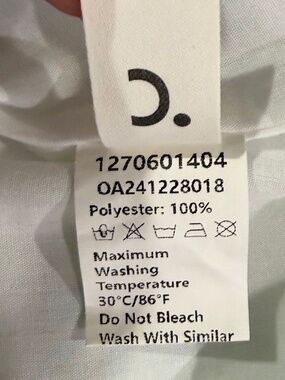 Ɔ.
1270601404
OA241228018
Polyester: 100%
Maximum
Washing
Temperature
30°C/86°F
Do Not Bleach
Wash With Similar